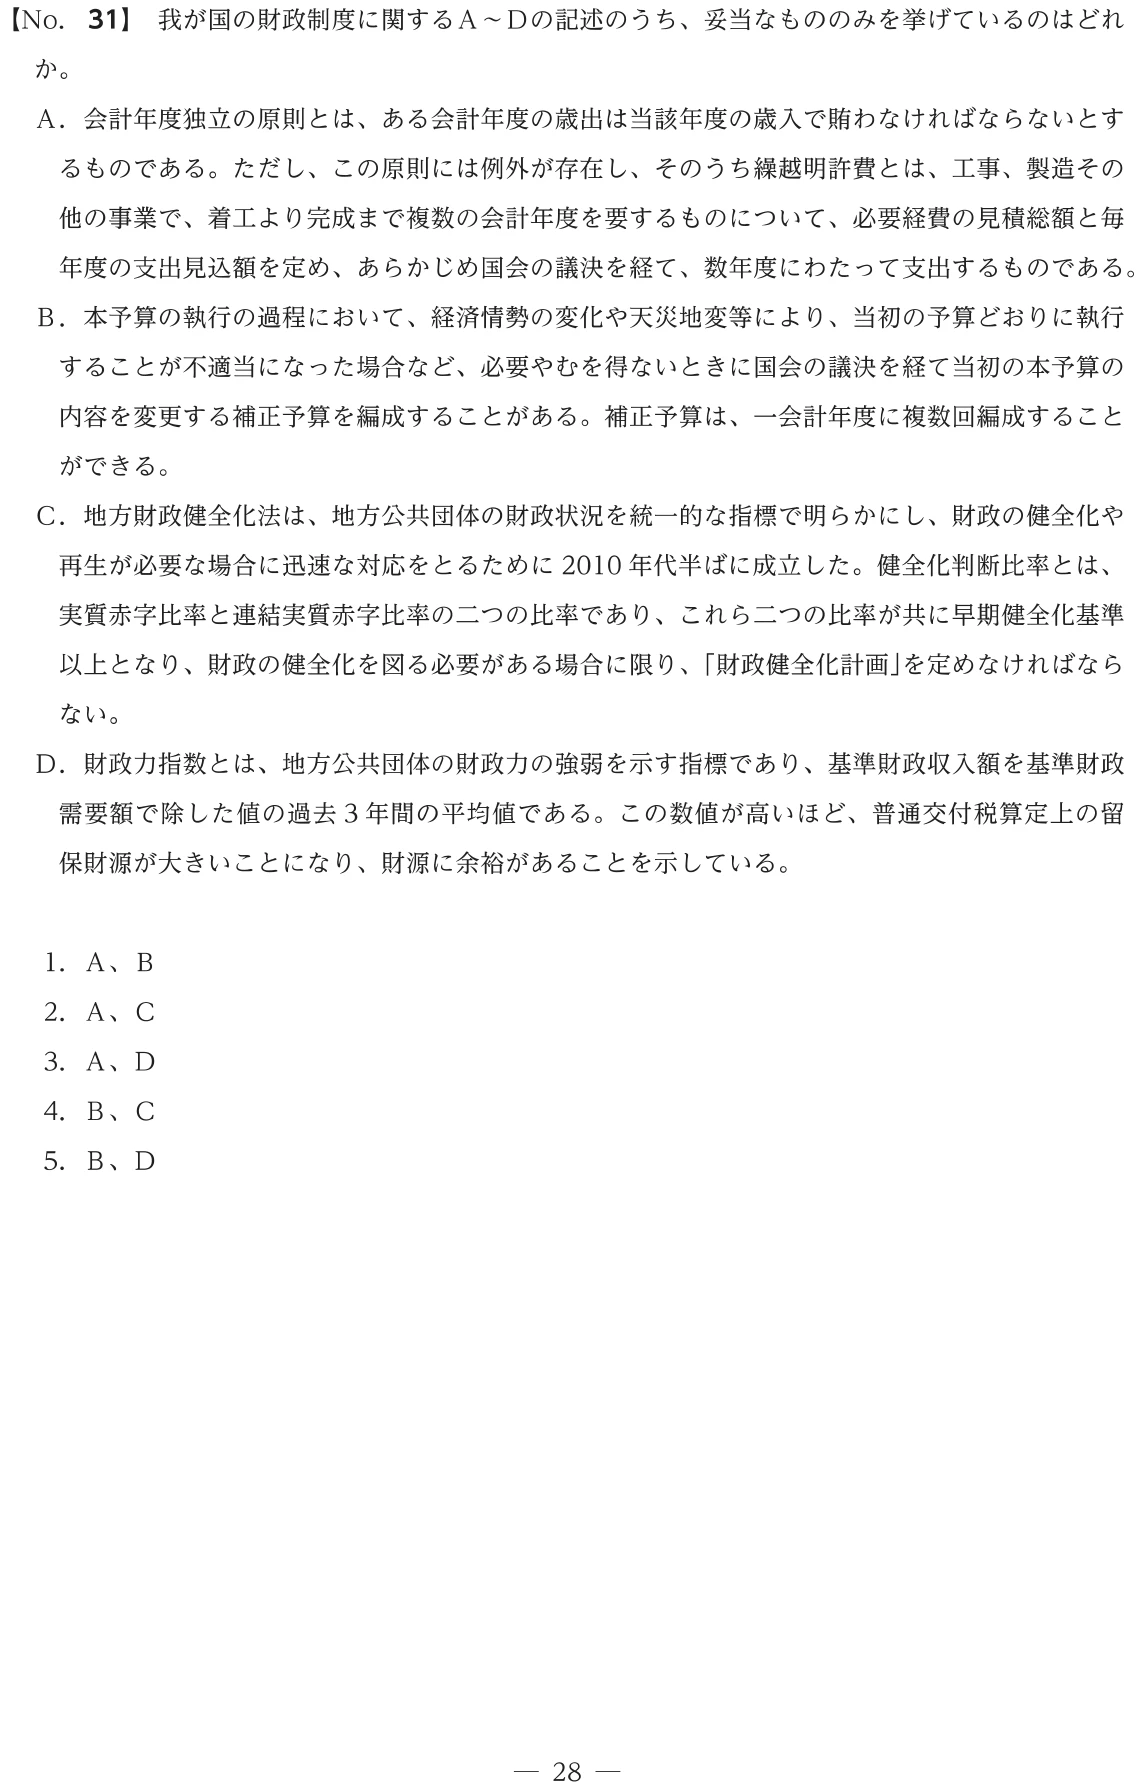 【No. 31】 我が国の財政制度に関するA～Dの記述のうち、妥当なもののみを挙げているのはどれ
か。
A．会計年度独立の原則とは、ある会計年度の歳出は当該年度の歳入で賄わなければならないとす
るものである。ただし、この原則には例外が存在し、そのうち繰越明許費とは、工事、製造その
他の事業で、着工より完成まで複数の会計年度を要するものについて、必要経費の見積総額と毎
年度の支出見込額を定め、あらかじめ国会の議決を経て、数年度にわたって支出するものである。
B．本予算の執行の過程において、経済情勢の変化や天災地変等により、当初の予算どおりに執行
することが不適当になった場合など、必要やむを得ないときに国会の議決を経て当初の本予算の
内容を変更する補正予算を編成することがある。補正予算は、一会計年度に複数回編成すること
ができる。
C．地方財政健全化法は、地方公共団体の財政状況を統一的な指標で明らかにし、財政の健全化や
再生が必要な場合に迅速な対応をとるために 2010 年代半ばに成立した。健全化判断比率とは、
実質赤字比率と連結実質赤字比率の二つの比率であり、これら二つの比率が共に早期健全化基準
以上となり、財政の健全化を図る必要がある場合に限り、「財政健全化計画」を定めなければなら
ない。
D．財政力指数とは、地方公共団体の財政力の強弱を示す指標であり、基準財政収入額を基準財政
需要額で除した値の過去 3 年間の平均値である。この数値が高いほど、普通交付税算定上の留
保財源が大きいことになり、財源に余裕があることを示している。
1. A、B
2. A、C
3. A、D
4. B、C
5. B、D
— 28 —